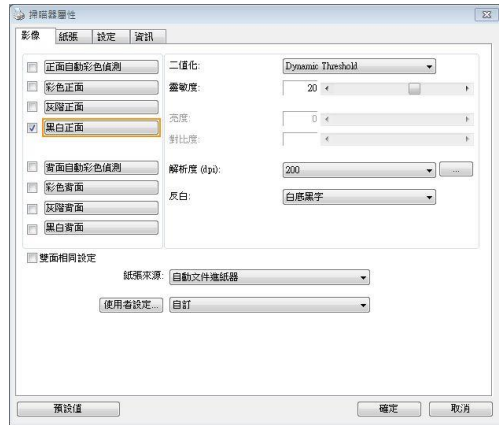 掃瞄器屬性
影像 紙張 設定 資訊
正面自動彩色偵測
彩色正面
灰階正面
黑白正面
背面自動彩色偵測
彩色背面
灰階背面
黑白背面
二值化: Dynamic Threshold
靈敏度: 20
亮度: 0
對比度:
解析度 (dpi): 200 ...
反白: 白底黑字
雙面相同設定
紙張來源: 自動文件進紙器
使用者設定... 自訂
預設值 確定 取消